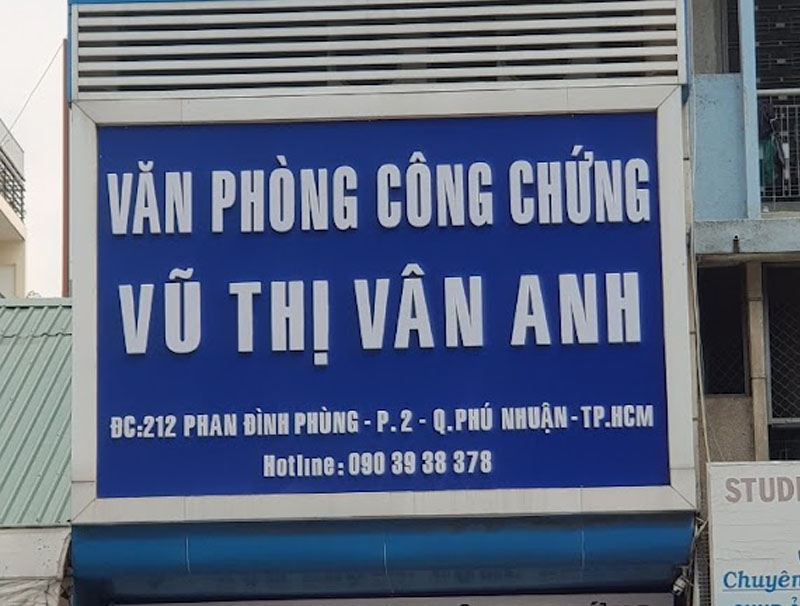 VĂN PHÒNG CÔNG CHỨNG
VŨ THỊ VÂN ANH
ĐC:212 PHAN ĐÌNH PHÙNG - P.2 - Q.PHÚ NHUẬN - TP.HCM
Hotline: 090 39 38 378
Chuyên